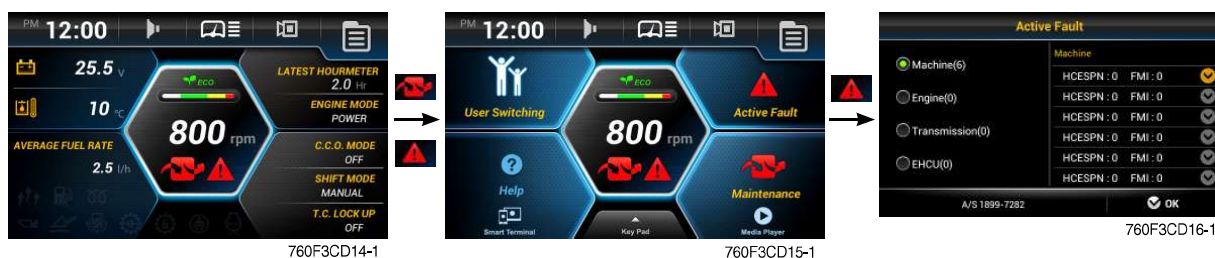 PM 12:00
25.5 V
10 °C
AVERAGE FUEL RATE
2.5 l/h
ECO
800 rpm
LATEST HOURMETER
2.0 Hr
ENGINE MODE
POWER
C.C.O. MODE
OFF
SHIFT MODE
MANUAL
T.C. LOCK UP
OFF
760F3CD14-1
PM 12:00
User Switching
Active Fault
ECO
800 rpm
Help
Maintenance
Smart Terminal
Key Pad
Media Player
760F3CD15-1
Active Fault
Machine(6)
Engine(0)
Transmission(0)
EHCU(0)
Machine
HCESPN : 0 FMI : 0
HCESPN : 0 FMI : 0
HCESPN : 0 FMI : 0
HCESPN : 0 FMI : 0
HCESPN : 0 FMI : 0
HCESPN : 0 FMI : 0
A/S 1899-7282
OK
760F3CD16-1